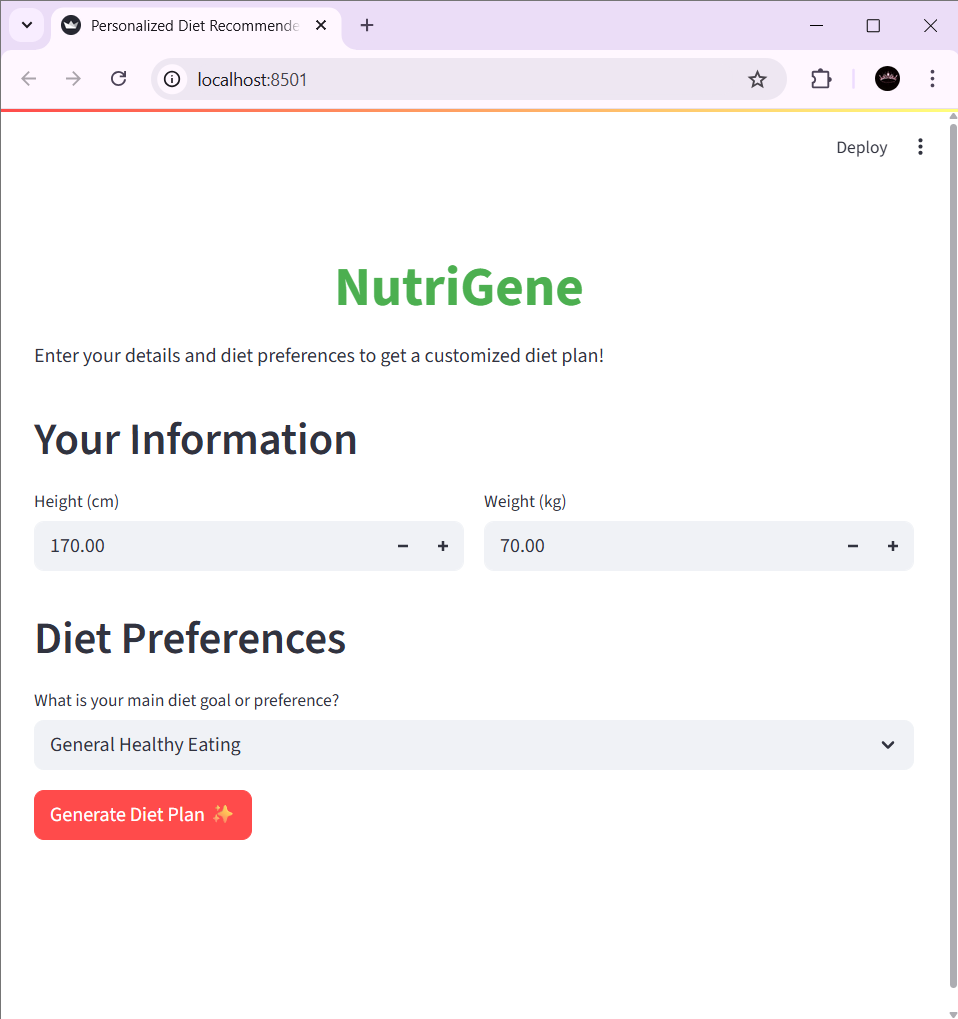 Personalized Diet Recommende
localhost:8501
Deploy
NutriGene
Enter your details and diet preferences to get a customized diet plan!
Your Information
Height (cm)
Weight (kg)
170.00
70.00
Diet Preferences
What is your main diet goal or preference?
General Healthy Eating
Generate Diet Plan ✨